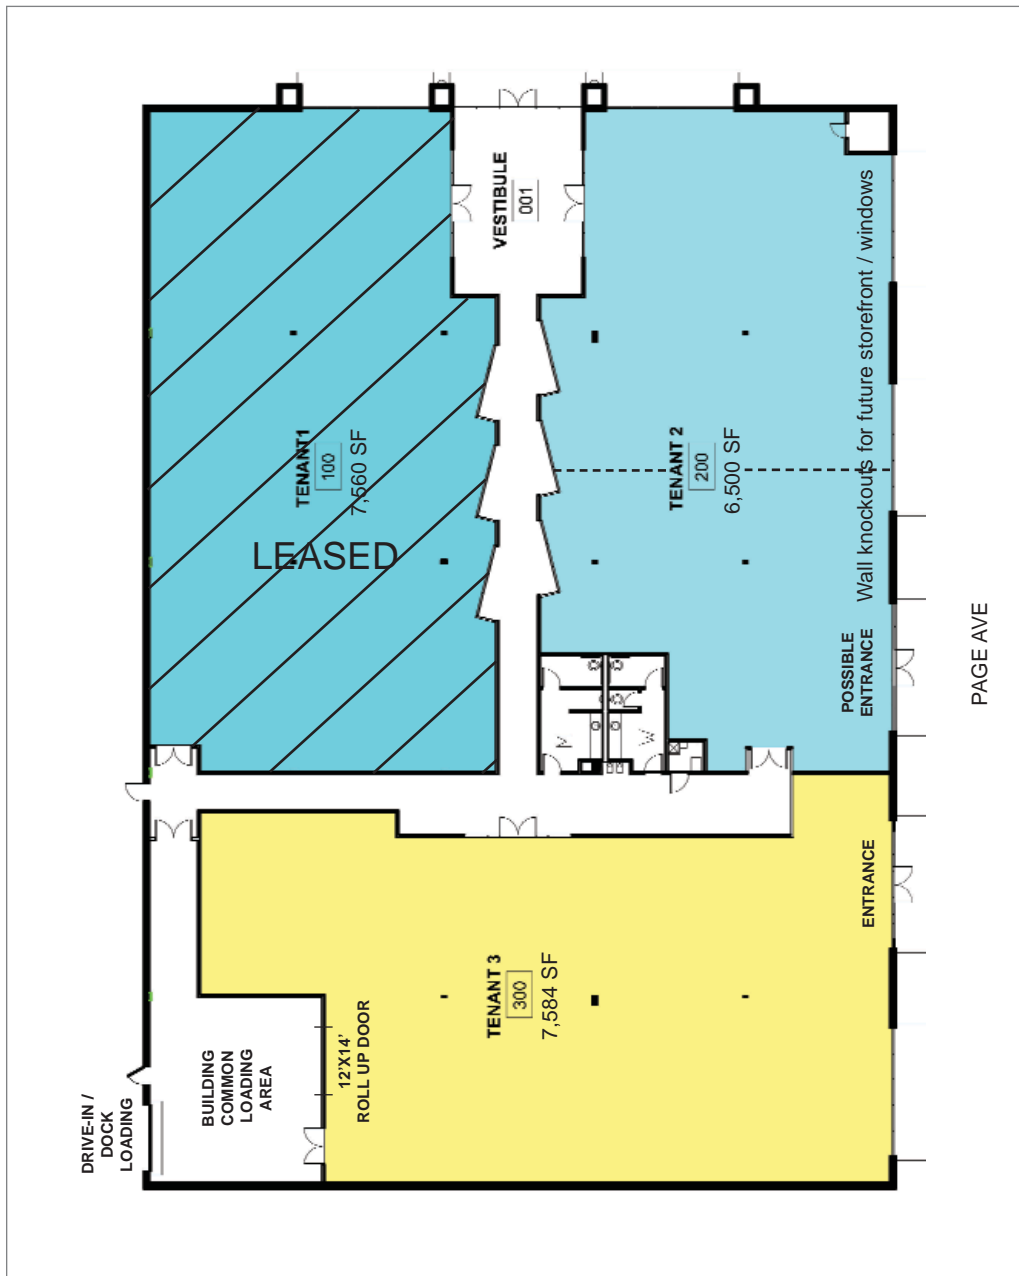 VESTIBULE
001
TENANT1
100
7,560 SF
LEASED
TENANT 2
200
6,500 SF
Wall knockouts for future storefront / windows
POSSIBLE
ENTRANCE
PAGE AVE
M
W
ENTRANCE
TENANT 3
300
7,584 SF
12'X14'
ROLL UP DOOR
BUILDING
COMMON
LOADING
AREA
DRIVE-IN /
DOCK
LOADING